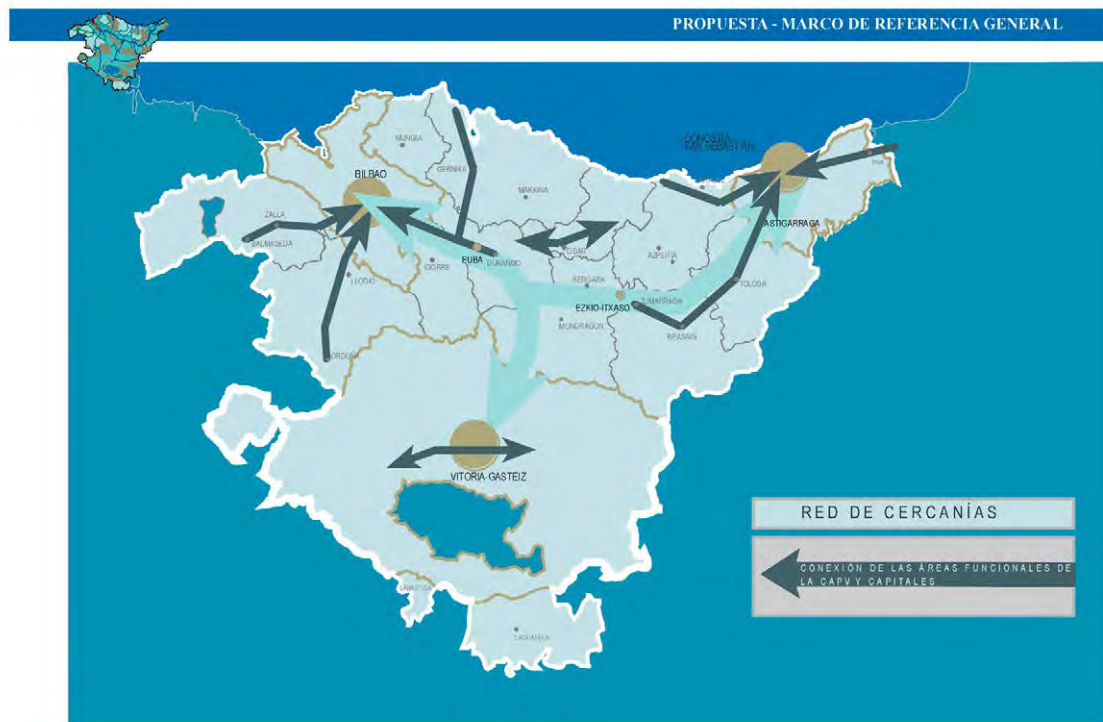 PROPUESTA - MARCO DE REFERENCIA GENERAL
DONOSTIA
SAN SEBASTIÁN
IRUN
MUNGIA
GERNIKA
BILBAO
MARKINA
ZALLA
BALMASEDA
ASTIGARRAGA
EUBA
DURANGO
EIBAR
AZPEITIA
IGORRE
LLODIO
BERGARA
TOLOSA
EZKIO-ITXASO
ZUMARRAGA
MONDRAGON
BEASAIN
ORDUÑA
VITORIA-GASTEIZ
RED DE CERCANÍAS
CONEXIÓN DE LAS ÁREAS FUNCIONALES DE
LA CAPV Y CAPITALES
LABASTIDA
LAGUARDIA